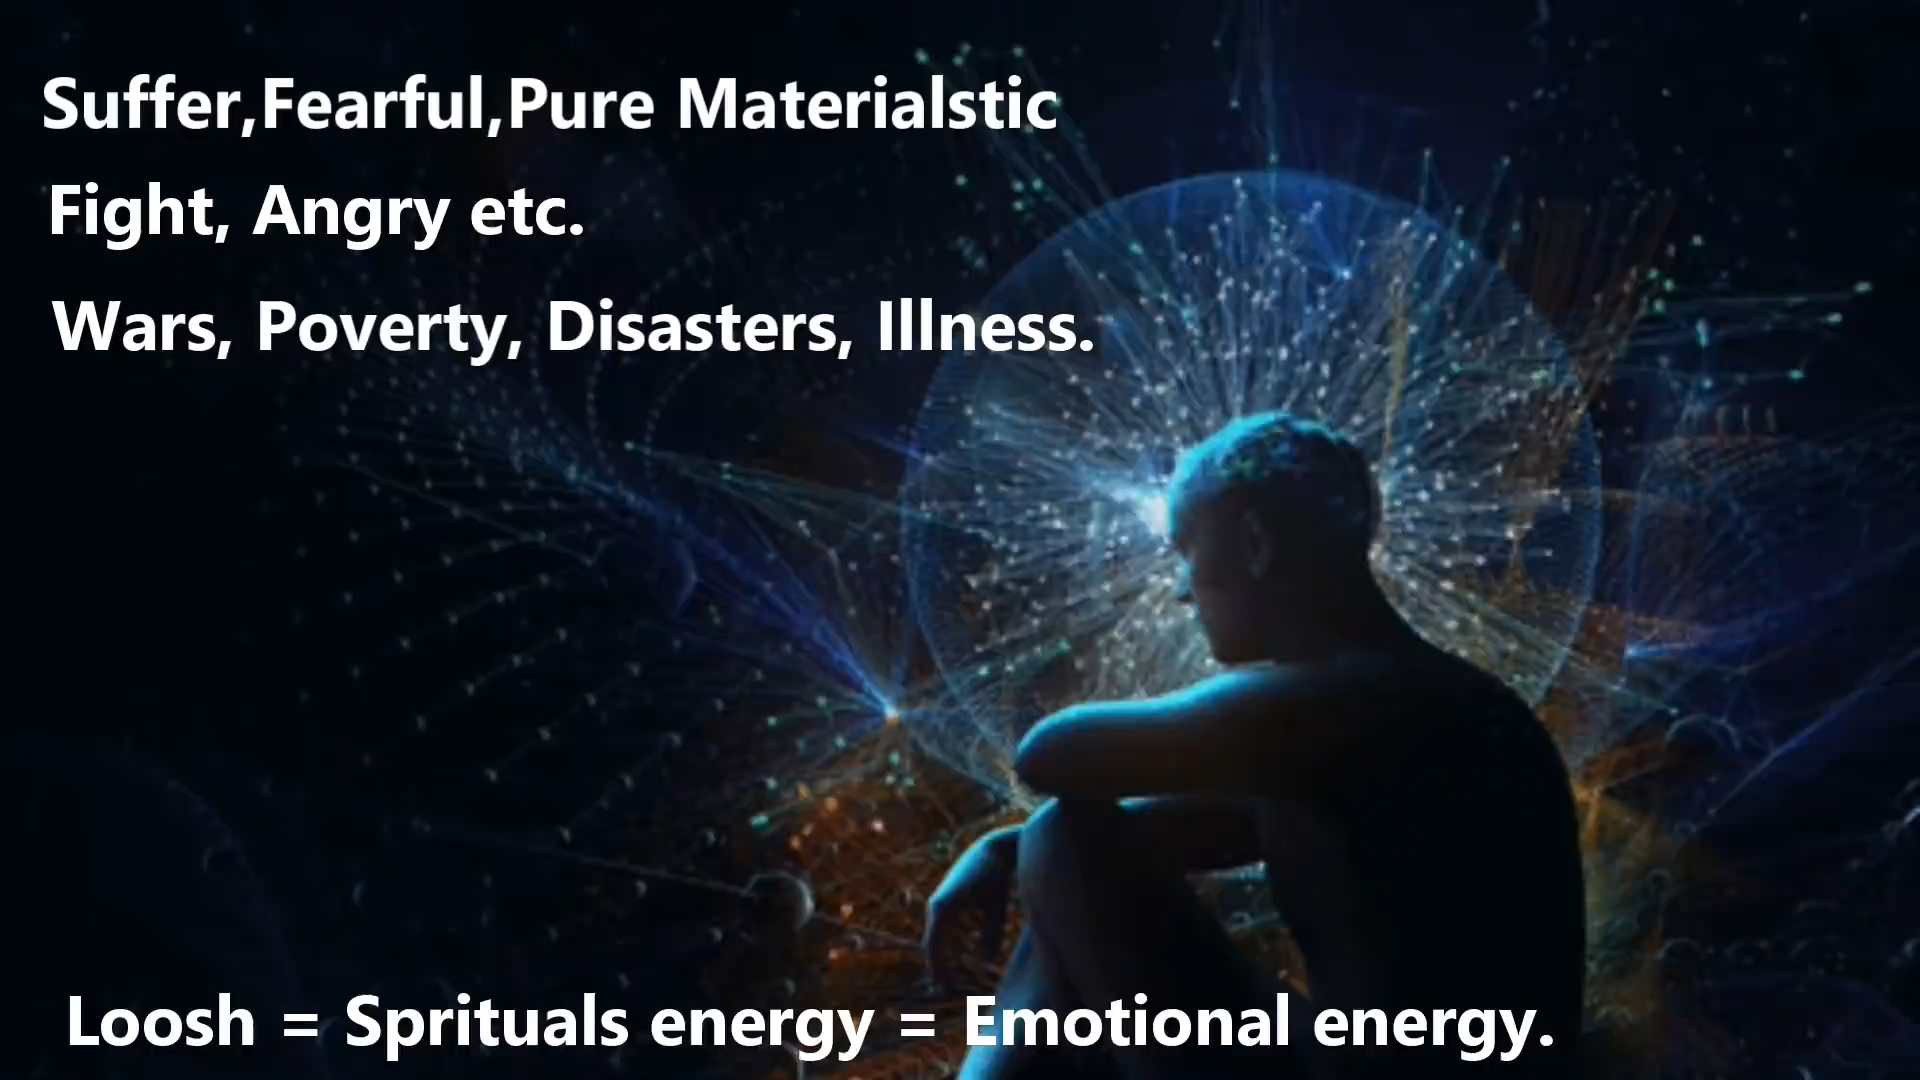 Suffer,Fearful,Pure Materialstic
Fight, Angry etc.
Wars, Poverty, Disasters, Illness.
Loosh = Sprituals energy = Emotional energy.